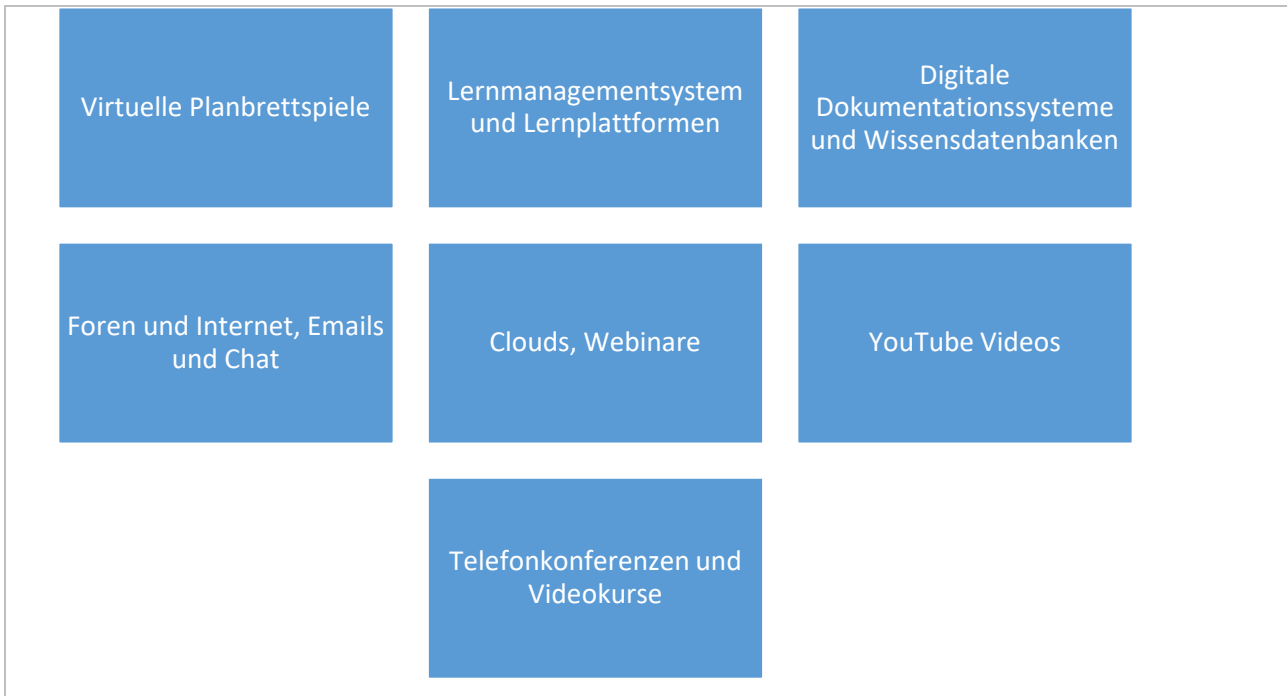 Virtuelle Planbrettspiele
Lernmanagementsystem
und Lernplattformen
Digitale
Dokumentationssysteme
und Wissensdatenbanken
Foren und Internet, Emails
und Chat
Clouds, Webinare
YouTube Videos
Telefonkonferenzen und
Videokurse